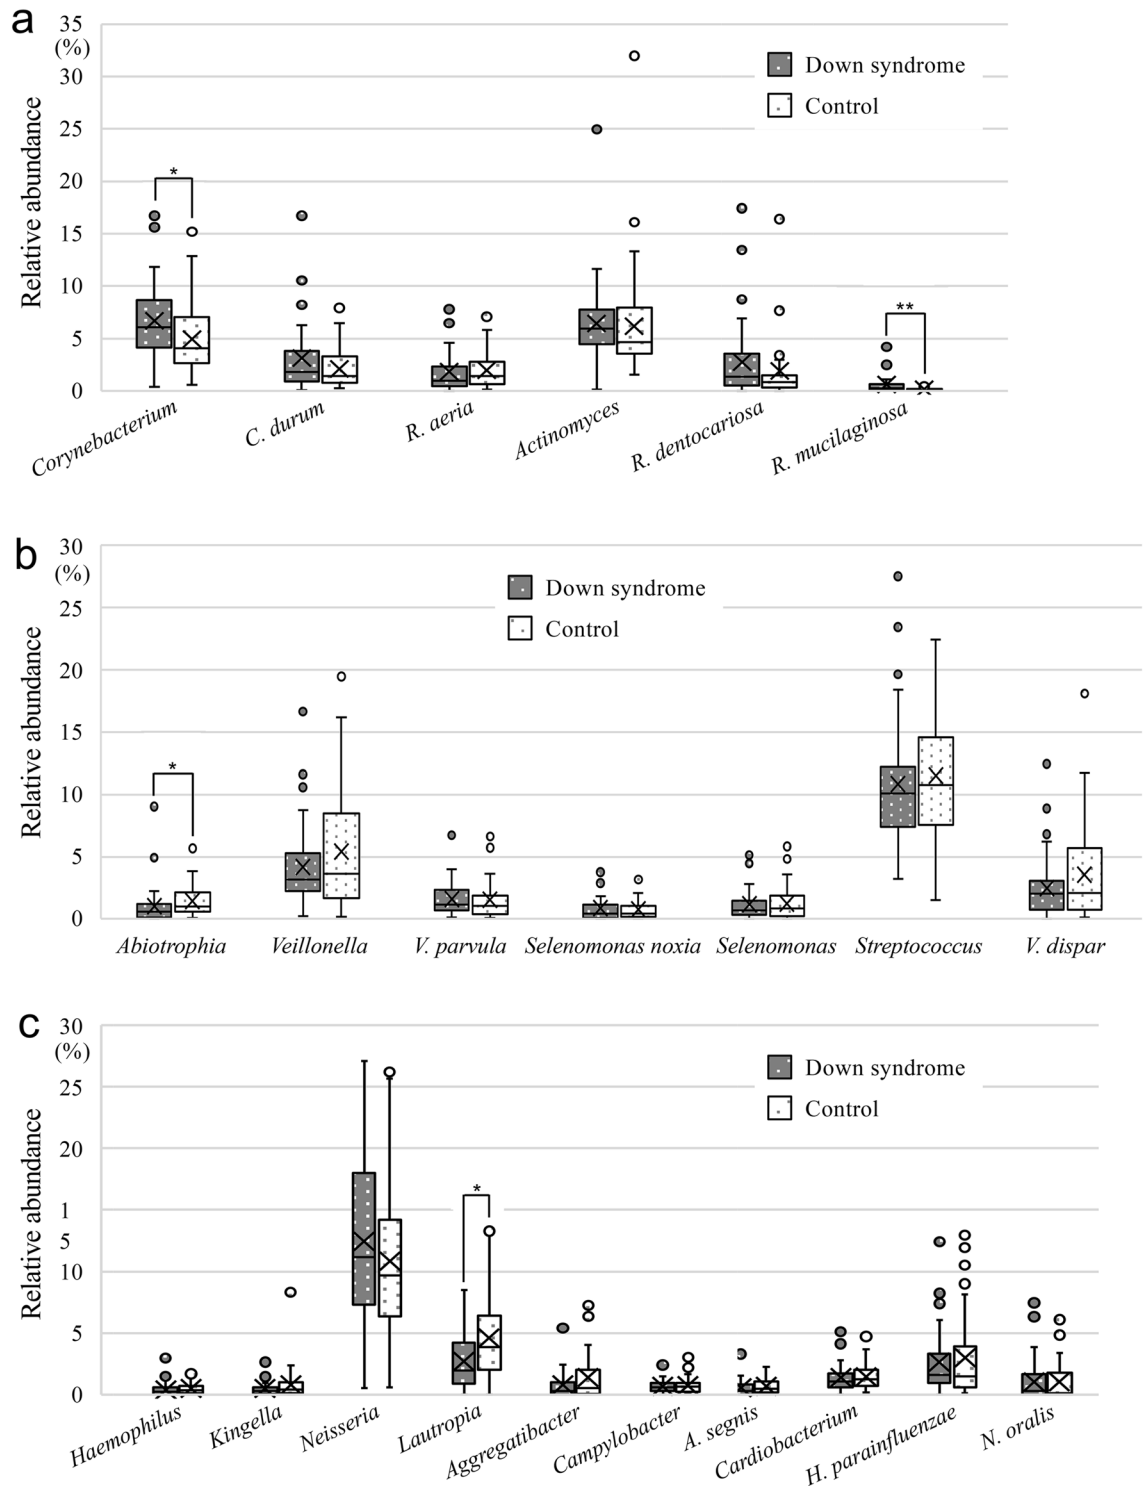 a
35
(%)
30
25
20
15
10
5
0
Relative abundance
Down syndrome
Control
*
**
Corynebacterium
C. durum
R. aeria
Actinomyces
R. dentocariosa
R. mucilaginosa
b
30
(%)
25
20
15
10
5
0
Relative abundance
Down syndrome
Control
*
Abiotrophia
Veillonella
V. parvula
Selenomonas noxia
Selenomonas
Streptococcus
V. dispar
c
30
(%)
25
20
1
5
10
5
0
Relative abundance
Down syndrome
Control
*
Haemophilus
Kingella
Neisseria
Lautropia
Aggregatibacter
Campylobacter
A. segnis
Cardiobacterium
H. parainfluenzae
N. oralis